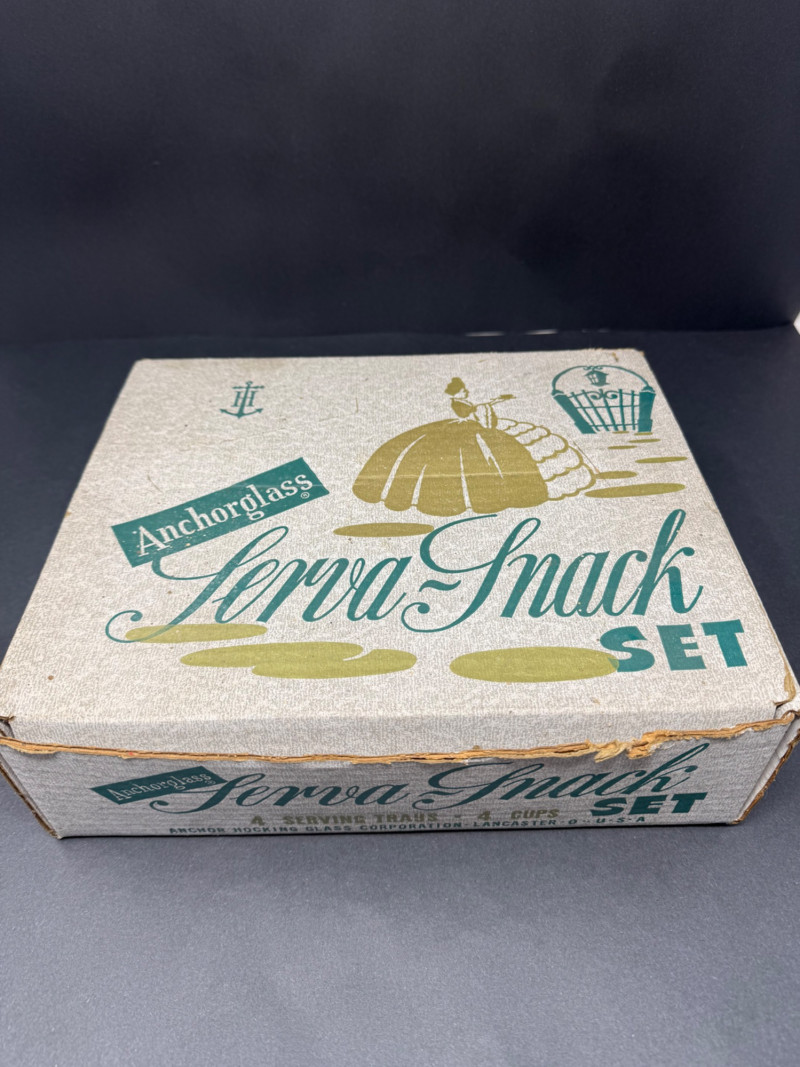 H
Anchorglass®
Serva~Snack
SET
Anchorglass
Serva~Snack
SET
4 SERVING TRAYS - 4 CUPS
ANCHOR HOCKING GLASS CORPORATION - LANCASTER - O - U - S - A